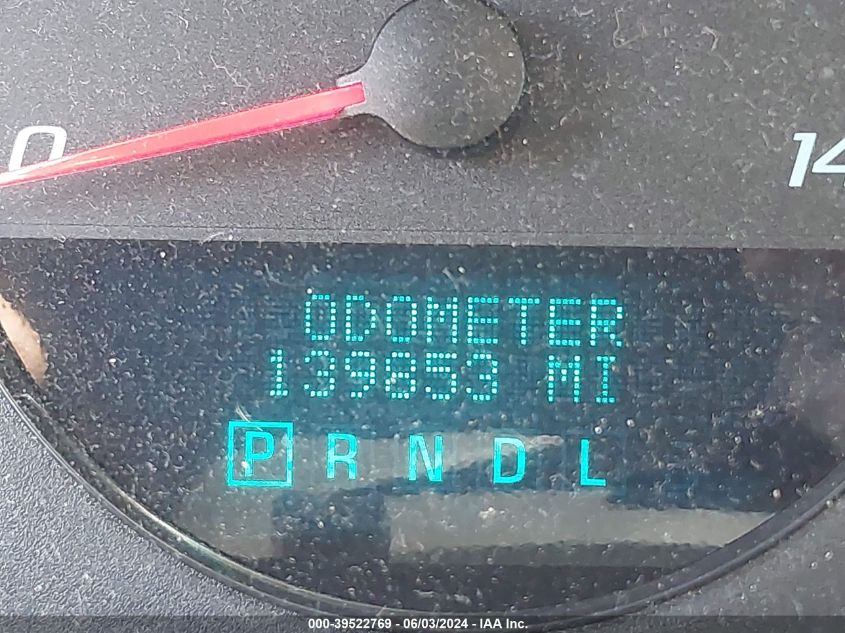 0
14
ODOMETER
139853 MI
P R N D L
000-39522769 - 06/03/2024 - IAA Inc.